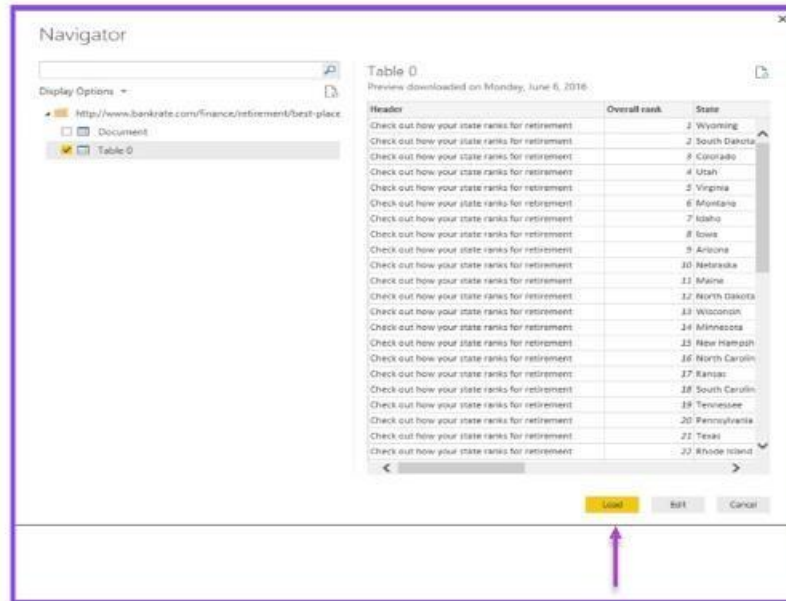 Navigator
Display Options
http://www.bankrate.com/finance/retirement/best-place
Document
Table 0
Table 0
Preview downloaded on Monday, June 6, 2016
Header Overall rank State
Check out how your state ranks for retirement 1 Wyoming
Check out how your state ranks for retirement 2 South Dakota
Check out how your state ranks for retirement 3 Colorado
Check out how your state ranks for retirement 4 Utah
Check out how your state ranks for retirement 5 Virginia
Check out how your state ranks for retirement 6 Montana
Check out how your state ranks for retirement 7 Idaho
Check out how your state ranks for retirement 8 Iowa
Check out how your state ranks for retirement 9 Arizona
Check out how your state ranks for retirement 10 Nebraska
Check out how your state ranks for retirement 11 Maine
Check out how your state ranks for retirement 12 North Dakota
Check out how your state ranks for retirement 13 Wisconsin
Check out how your state ranks for retirement 14 Minnesota
Check out how your state ranks for retirement 15 New Hampsh
Check out how your state ranks for retirement 16 North Carolin
Check out how your state ranks for retirement 17 Kansas
Check out how your state ranks for retirement 18 South Carolin
Check out how your state ranks for retirement 19 Tennessee
Check out how your state ranks for retirement 20 Pennsylvania
Check out how your state ranks for retirement 21 Texas
Check out how your state ranks for retirement 22 Rhode Island
Load Edit Cancel